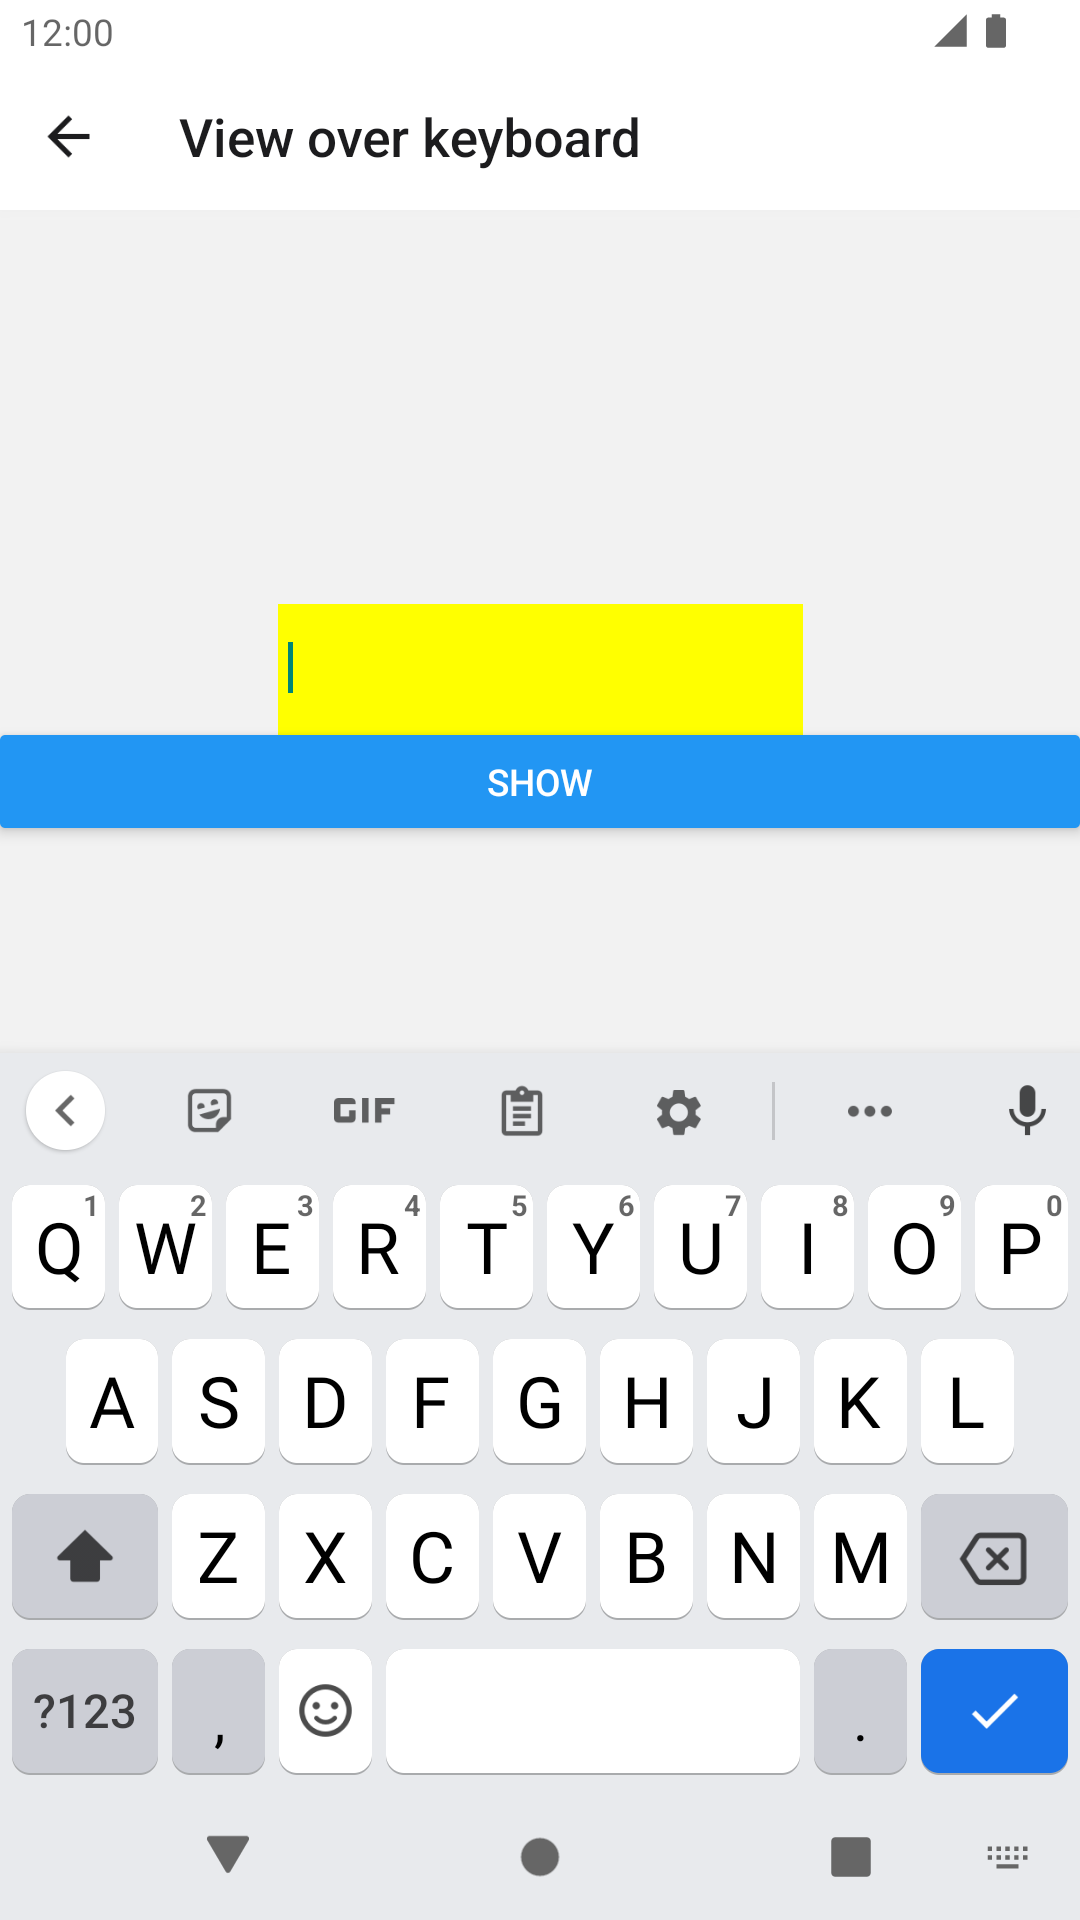 12:00
View over keyboard
SHOW
GIF
1 2 3 4 5 6 7 8 9 0
Q W E R T Y U I O P
A S D F G H J K L
Z X C V B N M
?123 , .